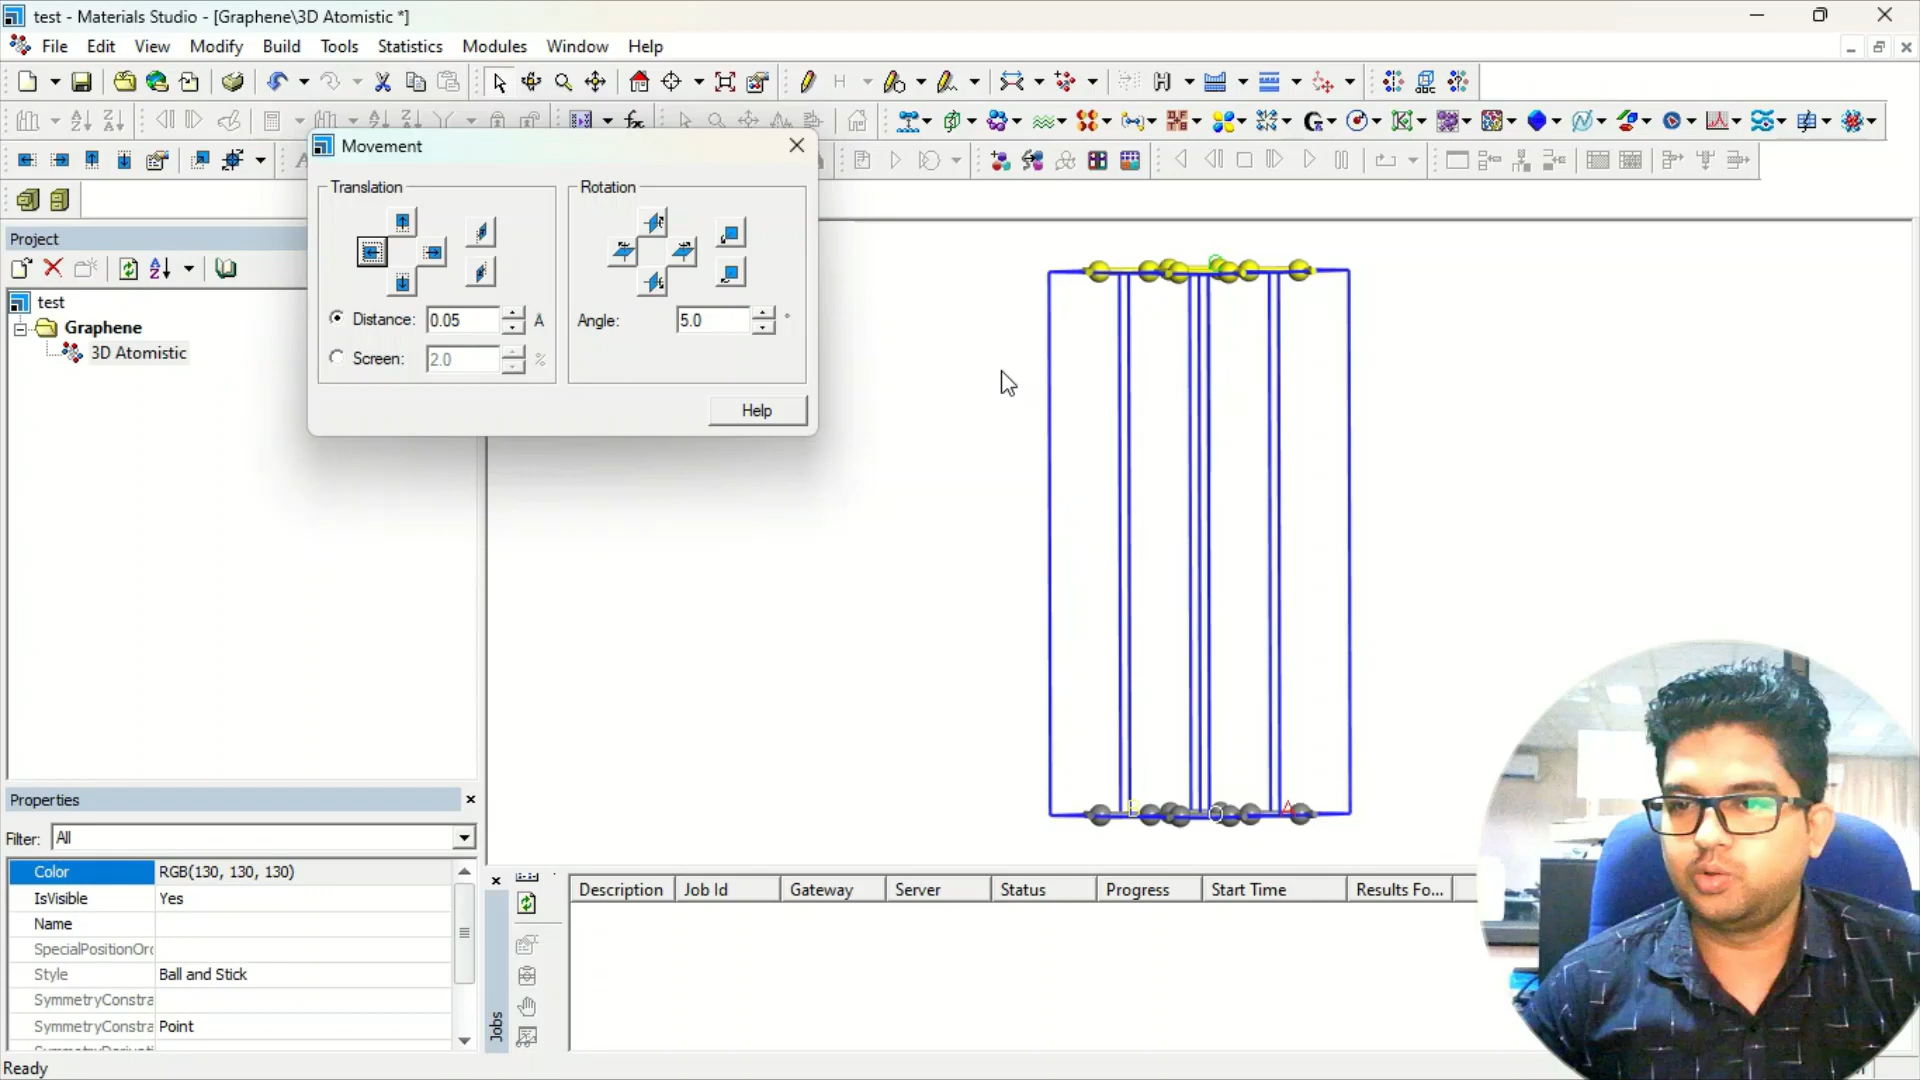 test - Materials Studio - [Graphene\3D Atomistic *]
File Edit View Modify Build Tools Statistics Modules Window Help
Movement
Translation
Rotation
Distance: 0.05 Å
Angle: 5.0 °
Screen: 2.0 %
Help
Project
test
Graphene
3D Atomistic
B O A
Properties
Filter: All
Color RGB(130, 130, 130)
IsVisible Yes
Name
SpecialPositionOrc
Style Ball and Stick
SymmetryConstra
SymmetryConstra Point
Jobs
Description Job Id Gateway Server Status Progress Start Time Results Fo...
Ready